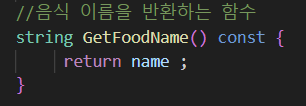 //음식 이름을 반환하는 함수
string GetFoodName() const {
return name ;
}